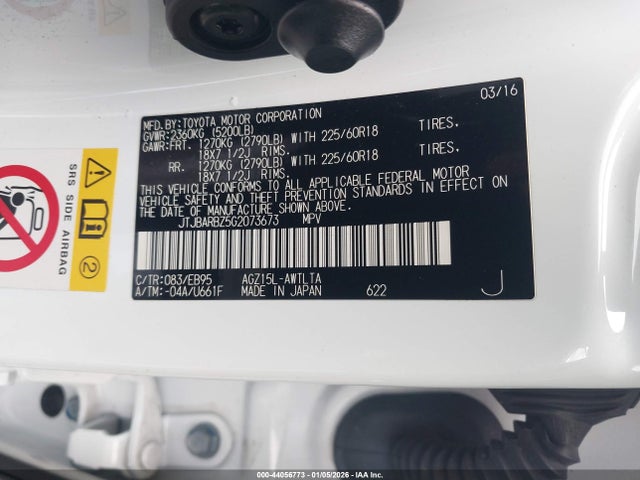 03/16
MFD.BY:TOYOTA MOTOR CORPORATION
GVWR:2360KG (5200LB)
GAWR:FRT. 1270KG (2790LB) WITH 225/60R18 TIRES.
18X7 1/2J RIMS.
RR. 1270KG (2790LB) WITH 225/60R18 TIRES.
18X7 1/2J RIMS.
THIS VEHICLE CONFORMS TO ALL APPLICABLE FEDERAL MOTOR
VEHICLE SAFETY AND THEFT PREVENTION STANDARDS IN EFFECT ON
THE DATE OF MANUFACTURE SHOWN ABOVE.
JTJBARBZ5G2073673 MPV
C/TR:083/EB95 AGZ15L-AWTLTA
A/TM:-04A/U661F MADE IN JAPAN 622 J
SRS SIDE AIRBAG
2
000-44056773 - 01/05/2026 - IAA Inc.